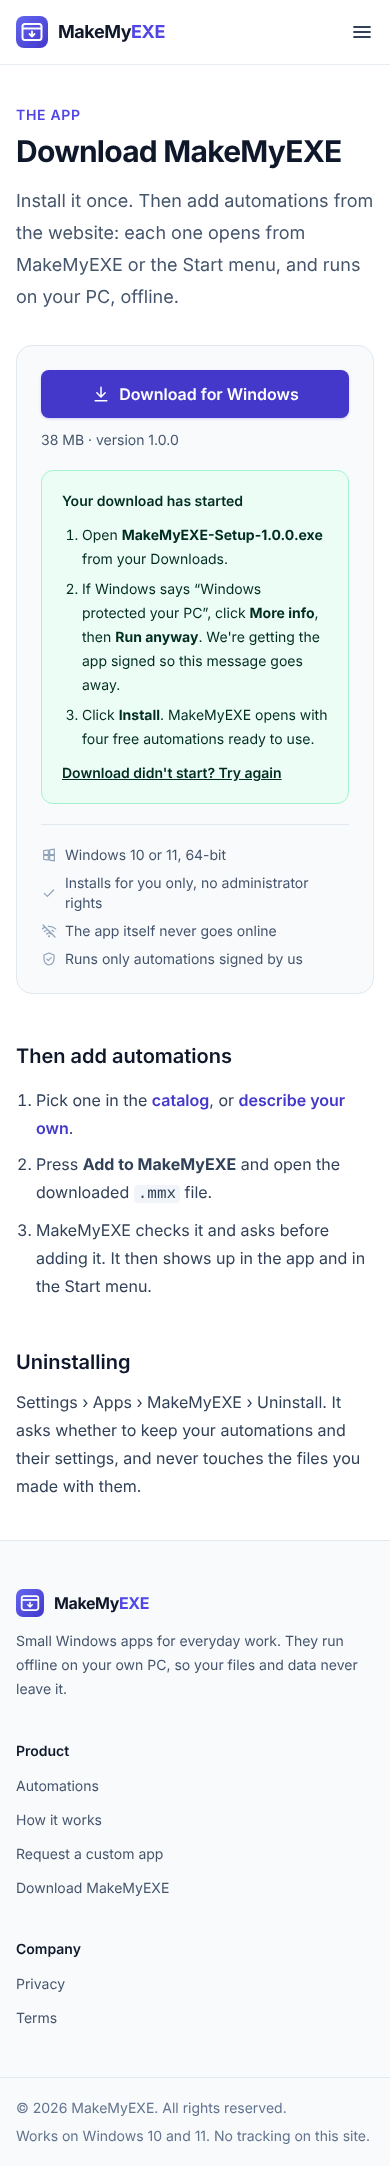 MakeMyEXE
THE APP
Download MakeMyEXE
Install it once. Then add automations from
the website: each one opens from
MakeMyEXE or the Start menu, and runs
on your PC, offline.
Download for Windows
38 MB · version 1.0.0
Your download has started
1. Open MakeMyEXE-Setup-1.0.0.exe
from your Downloads.
2. If Windows says “Windows
protected your PC”, click More info,
then Run anyway. We're getting the
app signed so this message goes
away.
3. Click Install. MakeMyEXE opens with
four free automations ready to use.
Download didn't start? Try again
Windows 10 or 11, 64-bit
Installs for you only, no administrator
rights
The app itself never goes online
Runs only automations signed by us
Then add automations
1. Pick one in the catalog, or describe your
own.
2. Press Add to MakeMyEXE and open the
downloaded .mmx file.
3. MakeMyEXE checks it and asks before
adding it. It then shows up in the app and in
the Start menu.
Uninstalling
Settings › Apps › MakeMyEXE › Uninstall. It
asks whether to keep your automations and
their settings, and never touches the files you
made with them.
MakeMyEXE
Small Windows apps for everyday work. They run
offline on your own PC, so your files and data never
leave it.
Product
Automations
How it works
Request a custom app
Download MakeMyEXE
Company
Privacy
Terms
© 2026 MakeMyEXE. All rights reserved.
Works on Windows 10 and 11. No tracking on this site.